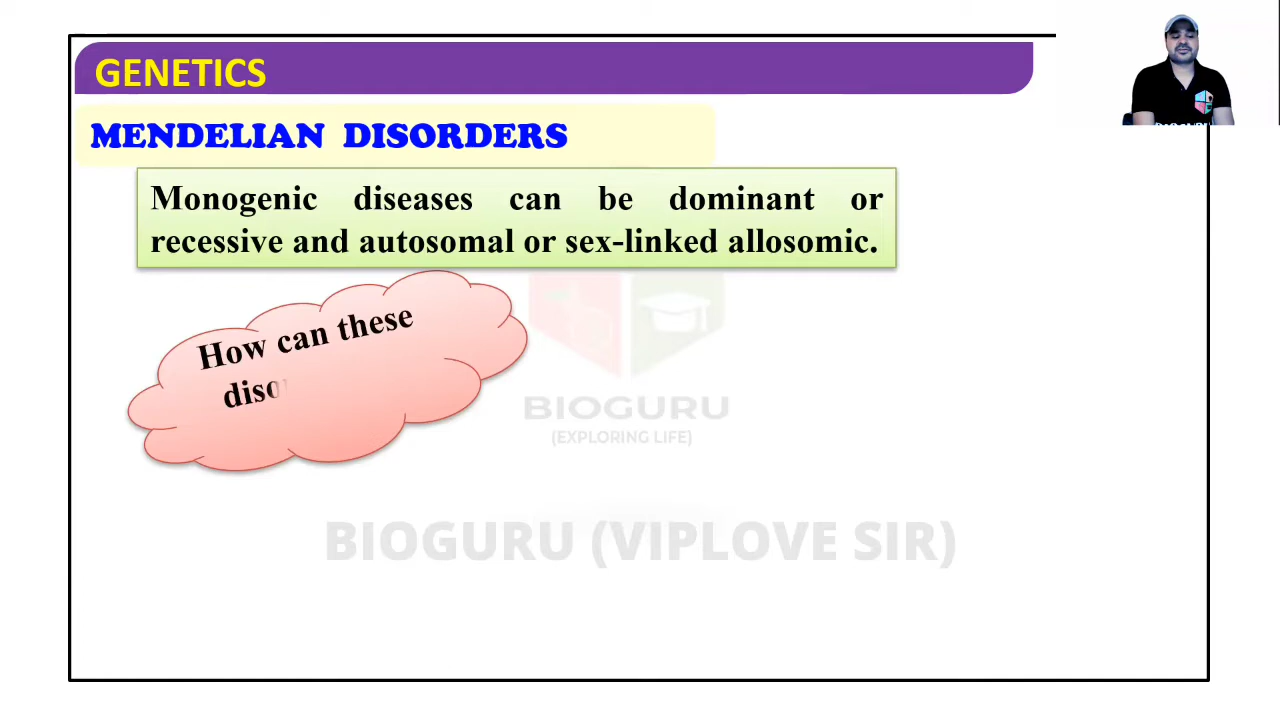 GENETICS
MENDELIAN DISORDERS
Monogenic diseases can be dominant or
recessive and autosomal or sex-linked allosomic.
How can these
BIOGURU
(EXPLORING LIFE)
BIOGURU (VIPLOVE SIR)